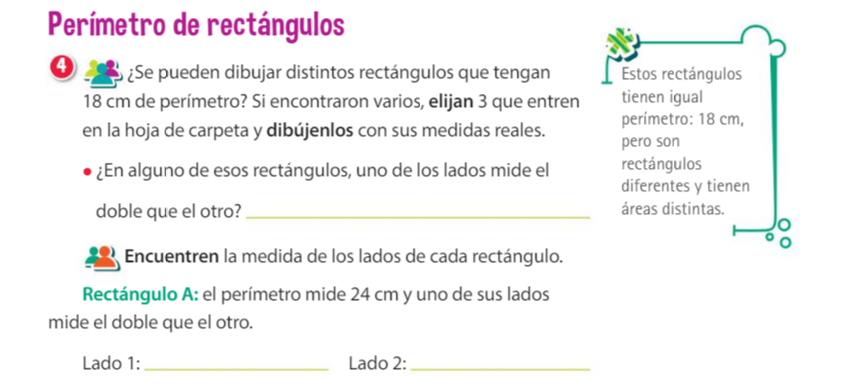 Perímetro de rectángulos
4 ¿Se pueden dibujar distintos rectángulos que tengan
18 cm de perímetro? Si encontraron varios, elijan 3 que entren
en la hoja de carpeta y dibújenlos con sus medidas reales.
• ¿En alguno de esos rectángulos, uno de los lados mide el
doble que el otro?
Encuentren la medida de los lados de cada rectángulo.
Rectángulo A: el perímetro mide 24 cm y uno de sus lados
mide el doble que el otro.
Lado 1: Lado 2:
Estos rectángulos
tienen igual
perímetro: 18 cm,
pero son
rectángulos
diferentes y tienen
áreas distintas.